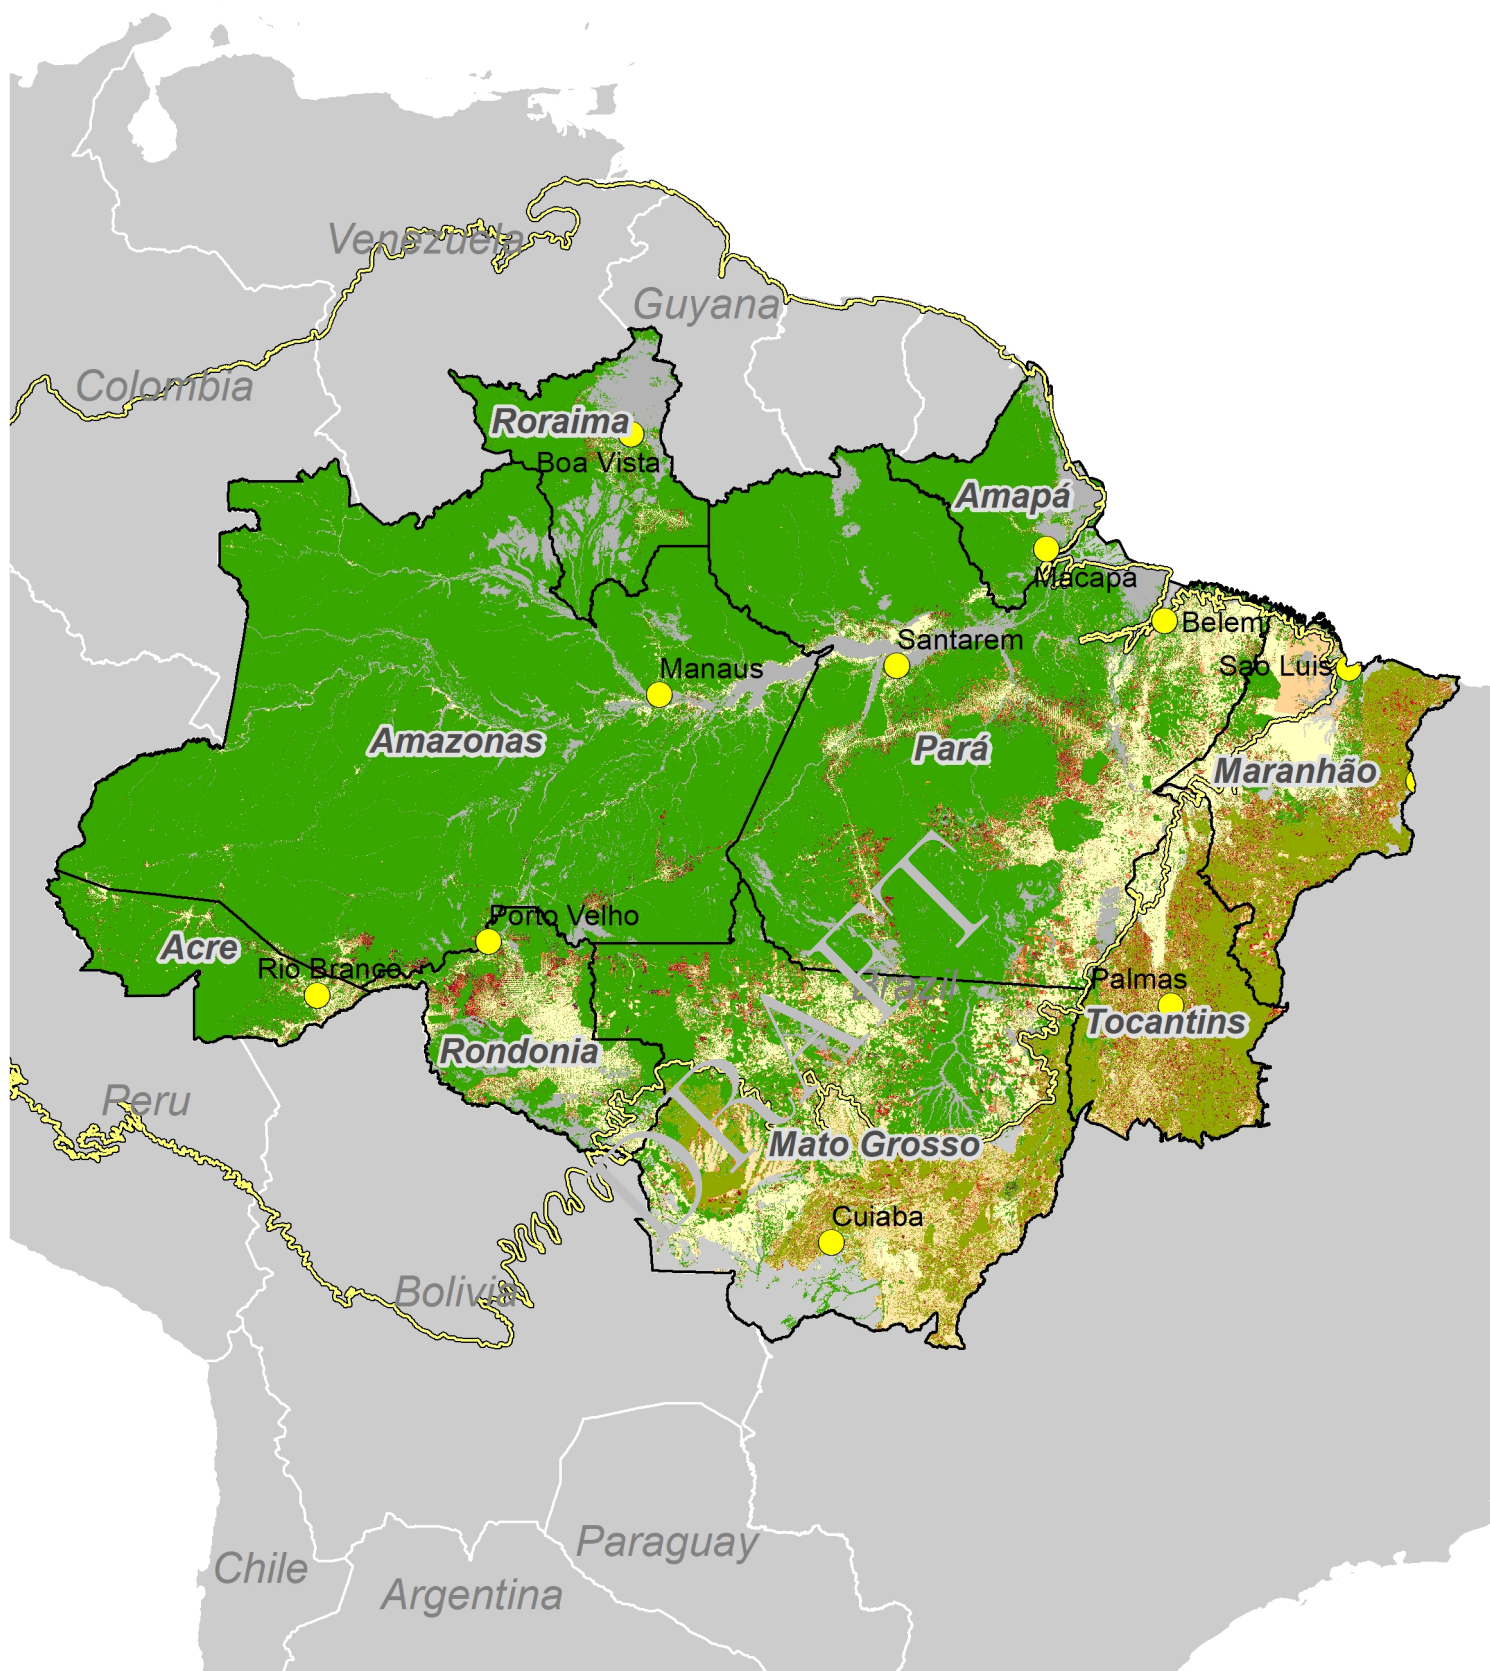 Venezuela
Guyana
Colombia
Roraima
Boa Vista
Amapá
Macapa
Belem
Santarem
Sao Luis
Manaus
Amazonas
Pará
Maranhão
Porto Velho
Acre
Rio Branco
Brazil
Palmas
Tocantins
Rondonia
DRAFT
Peru
Mato Grosso
Cuiaba
Bolivia
Paraguay
Chile
Argentina